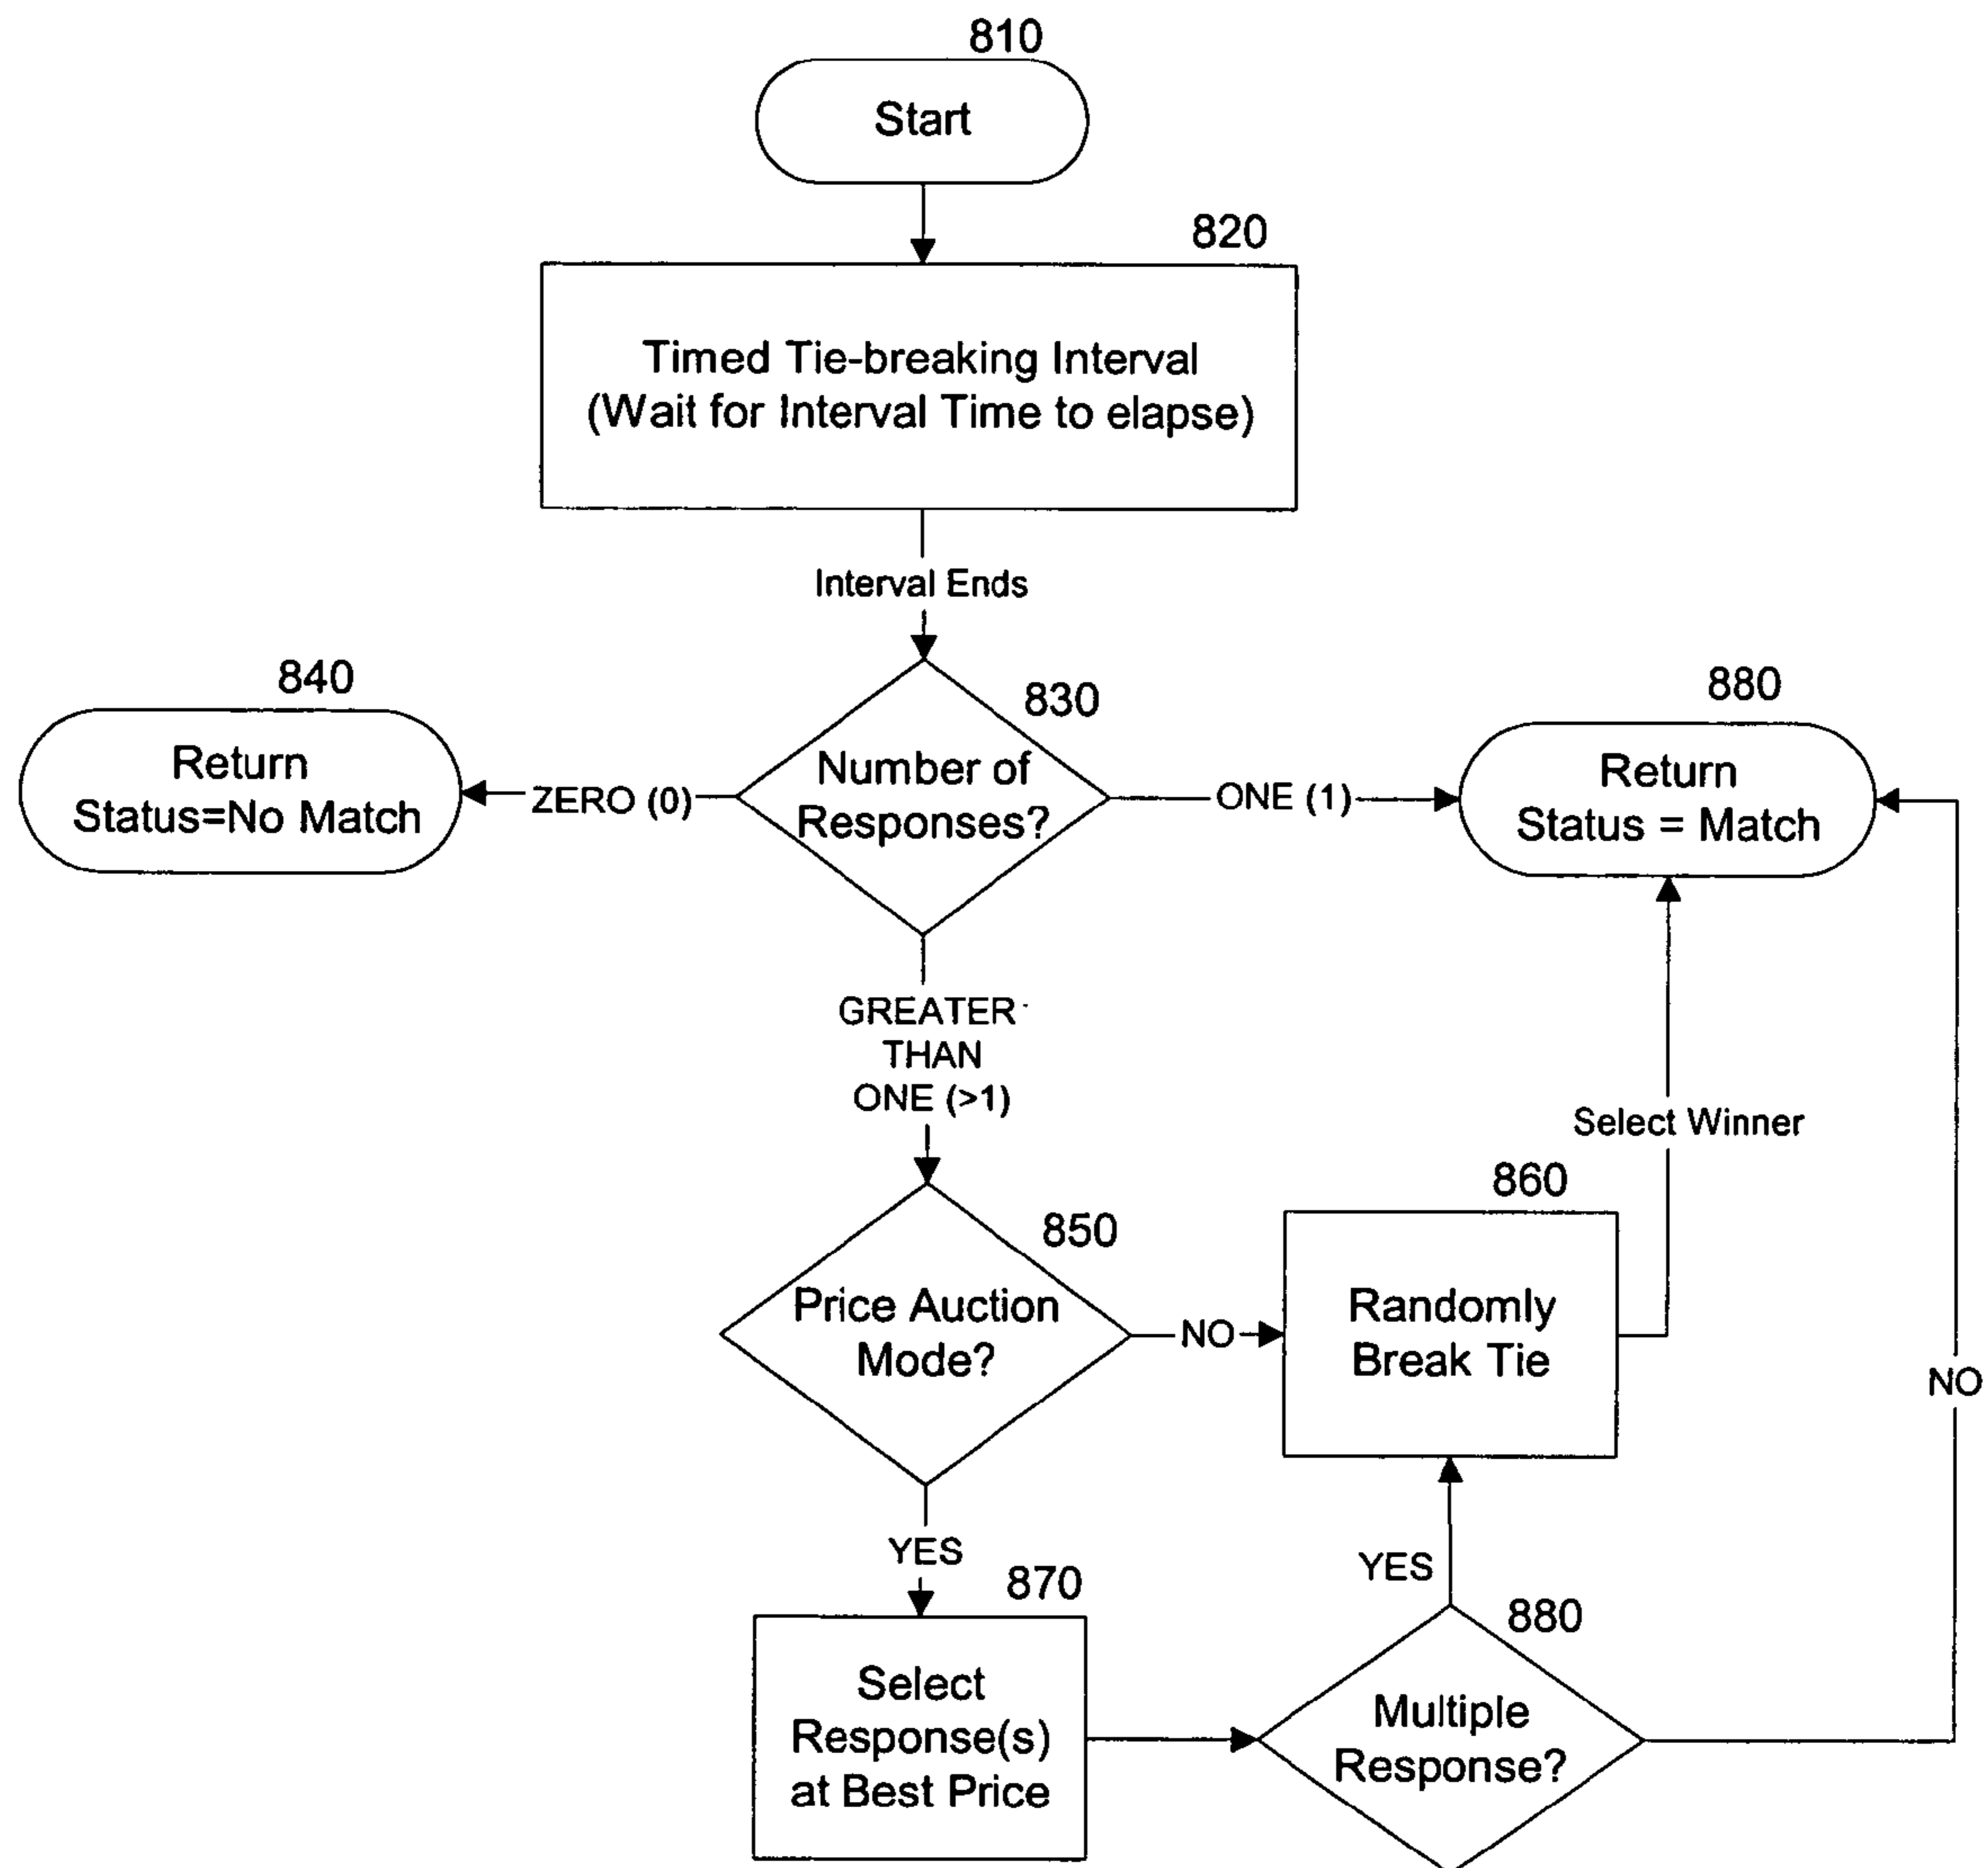 810
Start
820
Timed Tie-breaking Interval
(Wait for Interval Time to elapse)
Interval Ends
840
Return
Status=No Match
ZERO (0)
830
Number of
Responses?
ONE (1)
880
Return
Status = Match
GREATER
THAN
ONE (>1)
Select Winner
850
Price Auction
Mode?
NO
860
Randomly
Break Tie
NO
YES
870
Select
Response(s)
at Best Price
YES
880
Multiple
Response?